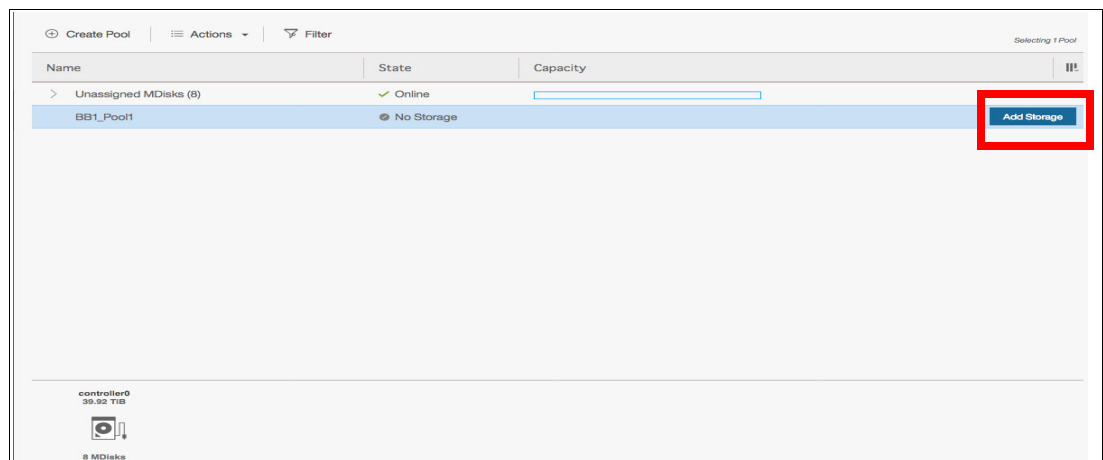 Create Pool Actions Filter
Selecting 1 Pool
Name State Capacity
Unassigned MDisks (8) Online
BB1_Pool1 No Storage Add Storage
controller0
39.92 TiB
8 MDisks